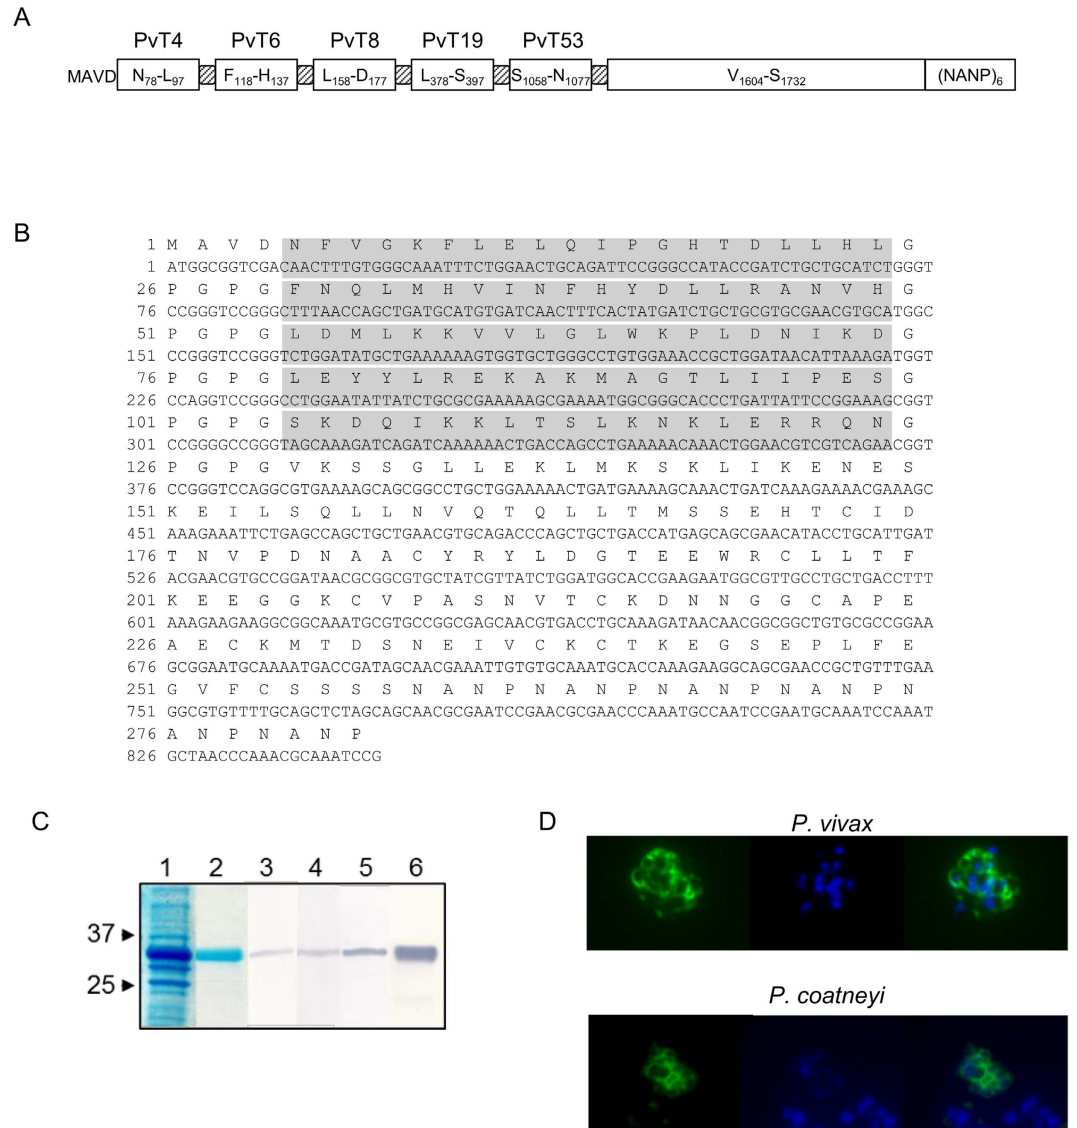 A
PvT4 PvT6 PvT8 PvT19 PvT53
MAVD N78-L97 F118-H137 L158-D177 L378-S397 S1058-N1077 V1604-S1732 (NANP)6
B
1 M A V D N F V G K F L E L Q I P G H T D L L H L G
1 ATGGCGGTCGACAACTTTGTGGGCAAATTTCTGGAACTGCAGATTCCGGGCCATACCGATCTGCTGCATCTGGGT
26 P G P G F N Q L M H V I N F H Y D L L R A N V H G
76 CCGGGTCCGGGCTTTAACCAGCTGATGCATGTGATCAACTTTCACTATGATCTGCTGCGTGCGAACGTGCATGGC
51 P G P G L D M L K K V V L G L W K P L D N I K D G
151 CCGGGTCCGGGTCTGGATATGCTGAAAAAAGTGGTGCTGGGCCTGTGGAAACCGCTGGATAACATTAAAGATGGT
76 P G P G L E Y Y L R E K A K M A G T L I I P E S G
226 CCAGGTCCGGGCCTGGAATATTATCTGCGCGAAAAAGCGAAAATGGCGGGCACCCTGATTATTCCGGAAAGCGGT
101 P G P G S K D Q I K K L T S L K N K L E R R Q N G
301 CCGGGGCCGGGTAGCAAAGATCAGATCAAAAAACTGACCAGCCTGAAAAACAAACTGGAACGTCGTCAGAACGGT
126 P G P G V K S S G L L E K L M K S K L I K E N E S
376 CCGGGTCCAGGCGTGAAAAGCAGCGGCCTGCTGGAAAAACTGATGAAAAGCAAACTGATCAAAGAAAACGAAAGC
151 K E I L S Q L L N V Q T Q L L T M S S E H T C I D
451 AAAGAAATTCTGAGCCAGCTGCTGAACGTGCAGACCCAGCTGCTGACCATGAGCAGCGAACATACCTGCATTGAT
176 T N V P D N A A C Y R Y L D G T E E W R C L L T F
526 ACGAACGTGCCGGATAACGCGGCGTGCTATCGTTATCTGGATGGCACCGAAGAATGGCGTTGCCTGCTGACCTTT
201 K E E G G K C V P A S N V T C K D N N G G C A P E
601 AAAGAAGAAGGCGGCAAATGCGTGCCGGCGAGCAACGTGACCTGCAAAGATAACAACGGCGGCTGTGCGCCGGAA
226 A E C K M T D S N E I V C K C T K E G S E P L F E
676 GCGGAATGCAAAATGACCGATAGCAACGAAATTGTGTGCAAATGCACCAAAGAAGGCAGCGAACCGCTGTTTGAA
251 G V F C S S S S N A N P N A N P N A N P N A N P N
751 GGCGTGTTTTGCAGCTCTAGCAGCAACGCGAATCCGAACGCGAACCCAAATGCCAATCCGAATGCAAATCCAAAT
276 A N P N A N P
826 GCTAACCCAAACGCAAATCCG
C
1 2 3 4 5 6
37
25
D
P. vivax
P. coatneyi